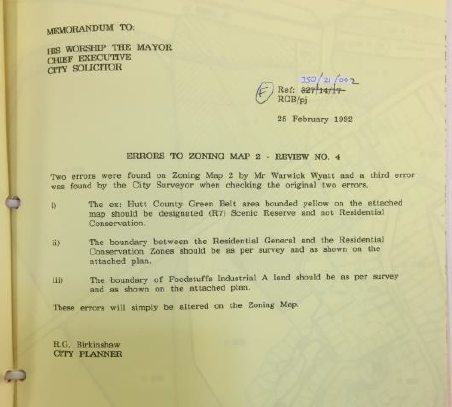 MEMORANDUM TO:
HIS WORSHIP THE MAYOR
CHIEF EXECUTIVE
CITY SOLICITOR
350/21/002
F Ref: 827/14/17
RGB/pj
25 February 1992
ERRORS TO ZONING MAP 2 - REVIEW NO. 4
Two errors were found on Zoning Map 2 by Mr Warwick Wyatt and a third error
was found by the City Surveyor when checking the original two errors.
i) The ex: Hutt County Green Belt area bounded yellow on the attached
map should be designated (R7) Scenic Reserve and not Residential
Conservation.
ii) The boundary between the Residential General and the Residential
Conservation Zones should be as per survey and as shown on the
attached plan.
iii) The boundary of Foodstuffs Industrial A land should be as per survey
and as shown on the attached plan.
These errors will simply be altered on the Zoning Map.
R.G. Birkinshaw
CITY PLANNER